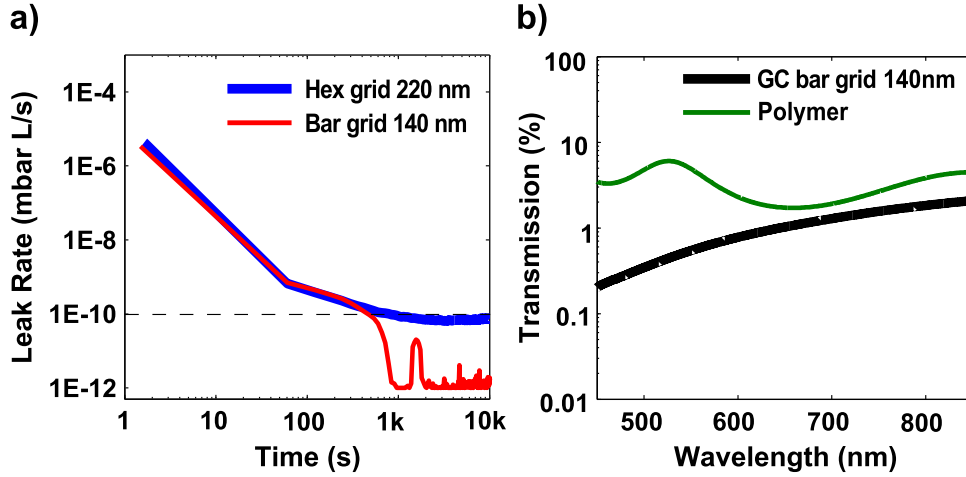 a)
Leak Rate (mbar L/s)
1E-4
1E-6
1E-8
1E-10
1E-12
Hex grid 220 nm
Bar grid 140 nm
1
10
100
1k
10k
Time (s)
b)
Transmission (%)
100
10
1
0.1
0.01
GC bar grid 140nm
Polymer
500
600
700
800
Wavelength (nm)